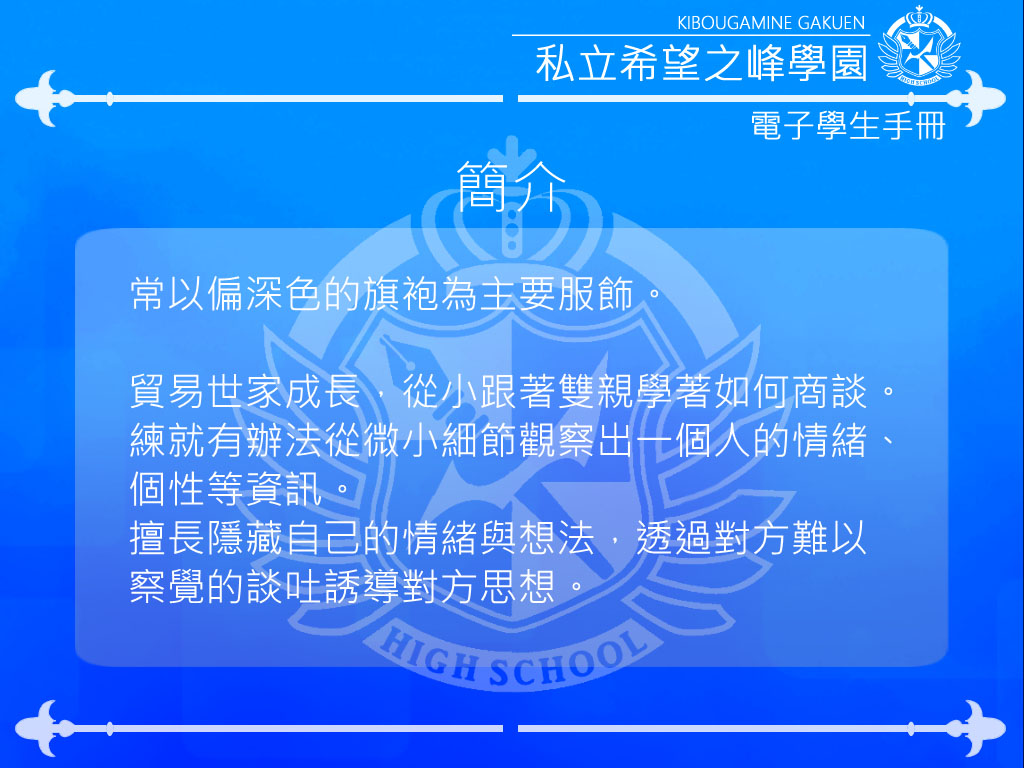 KIBOUGAMINE GAKUEN
私立希望之峰學園
HIGH SCHOOL
電子學生手冊
簡介
常以偏深色的旗袍為主要服飾。
貿易世家成長，從小跟著雙親學著如何商談。
練就有辦法從微小細節觀察出一個人的情緒、
個性等資訊。
擅長隱藏自己的情緒與想法，透過對方難以
察覺的談吐誘導對方思想。
HIGH SCHOOL